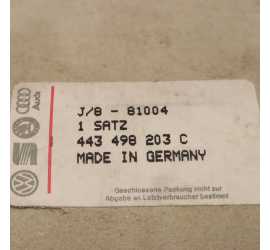 Audi
J/8 - 81004
1 SATZ
443 498 203 C
MADE IN GERMANY
Geschlossene Packung nicht zur
Abgabe an Letztverbraucher bestimmt